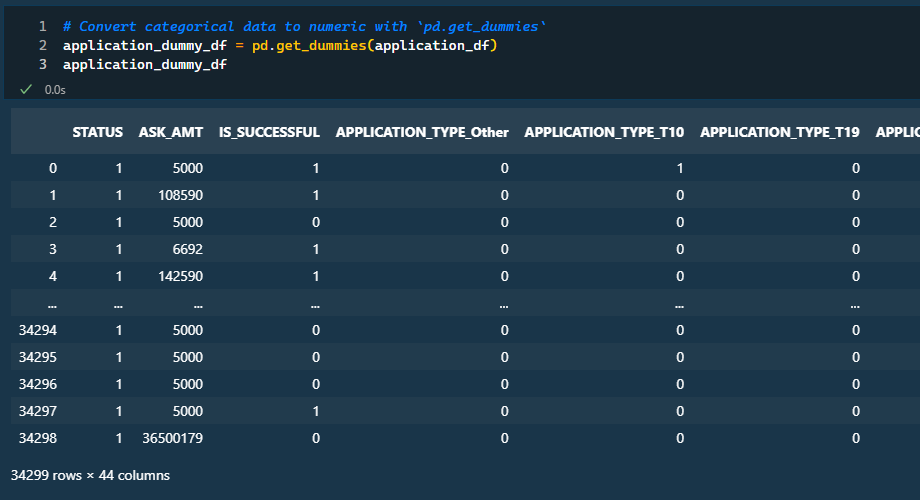 1 # Convert categorical data to numeric with `pd.get_dummies`
2 application_dummy_df = pd.get_dummies(application_df)
3 application_dummy_df
0.0s
STATUS ASK_AMT IS_SUCCESSFUL APPLICATION_TYPE_Other APPLICATION_TYPE_T10 APPLICATION_TYPE_T19 APPLIC
0 1 5000 1 0 1 0
1 1 108590 1 0 0 0
2 1 5000 0 0 0 0
3 1 6692 1 0 0 0
4 1 142590 1 0 0 0
... ... ... ... ... ... ...
34294 1 5000 0 0 0 0
34295 1 5000 0 0 0 0
34296 1 5000 0 0 0 0
34297 1 5000 1 0 0 0
34298 1 36500179 0 0 0 0
34299 rows × 44 columns